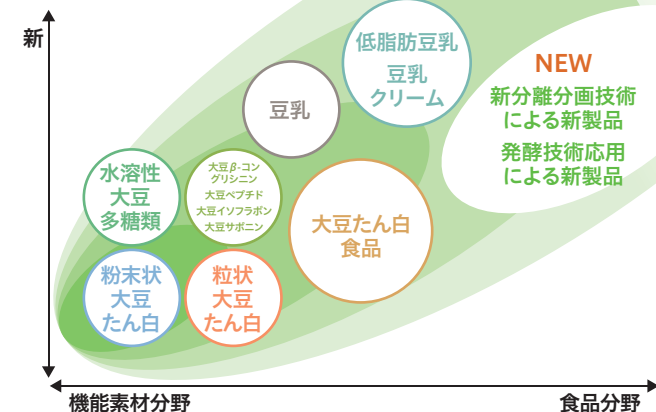 新
低脂肪豆乳
豆乳
クリーム
NEW
新分離分画技術
による新製品
発酵技術応用
による新製品
豆乳
水溶性
大豆
多糖類
大豆β-コン
グリシニン
大豆ペプチド
大豆イソフラボン
大豆サポニン
大豆たん白
食品
粉末状
大豆
たん白
粒状
大豆
たん白
機能素材分野
食品分野